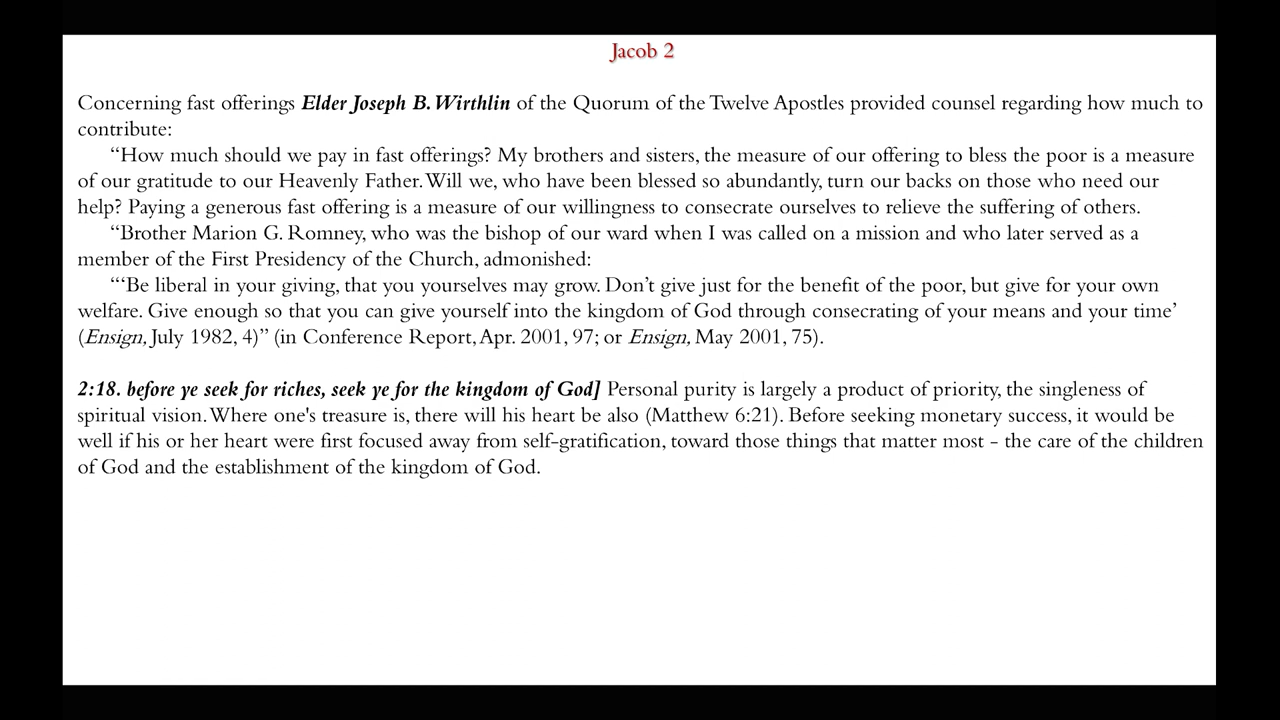 Jacob 2
Concerning fast offerings Elder Joseph B. Wirthlin of the Quorum of the Twelve Apostles provided counsel regarding how much to
contribute:
“How much should we pay in fast offerings? My brothers and sisters, the measure of our offering to bless the poor is a measure
of our gratitude to our Heavenly Father. Will we, who have been blessed so abundantly, turn our backs on those who need our
help? Paying a generous fast offering is a measure of our willingness to consecrate ourselves to relieve the suffering of others.
“Brother Marion G. Romney, who was the bishop of our ward when I was called on a mission and who later served as a
member of the First Presidency of the Church, admonished:
“‘Be liberal in your giving, that you yourselves may grow. Don’t give just for the benefit of the poor, but give for your own
welfare. Give enough so that you can give yourself into the kingdom of God through consecrating of your means and your time’
(Ensign, July 1982, 4)” (in Conference Report, Apr. 2001, 97; or Ensign, May 2001, 75).
2:18. before ye seek for riches, seek ye for the kingdom of God] Personal purity is largely a product of priority, the singleness of
spiritual vision. Where one's treasure is, there will his heart be also (Matthew 6:21). Before seeking monetary success, it would be
well if his or her heart were first focused away from self-gratification, toward those things that matter most - the care of the children
of God and the establishment of the kingdom of God.